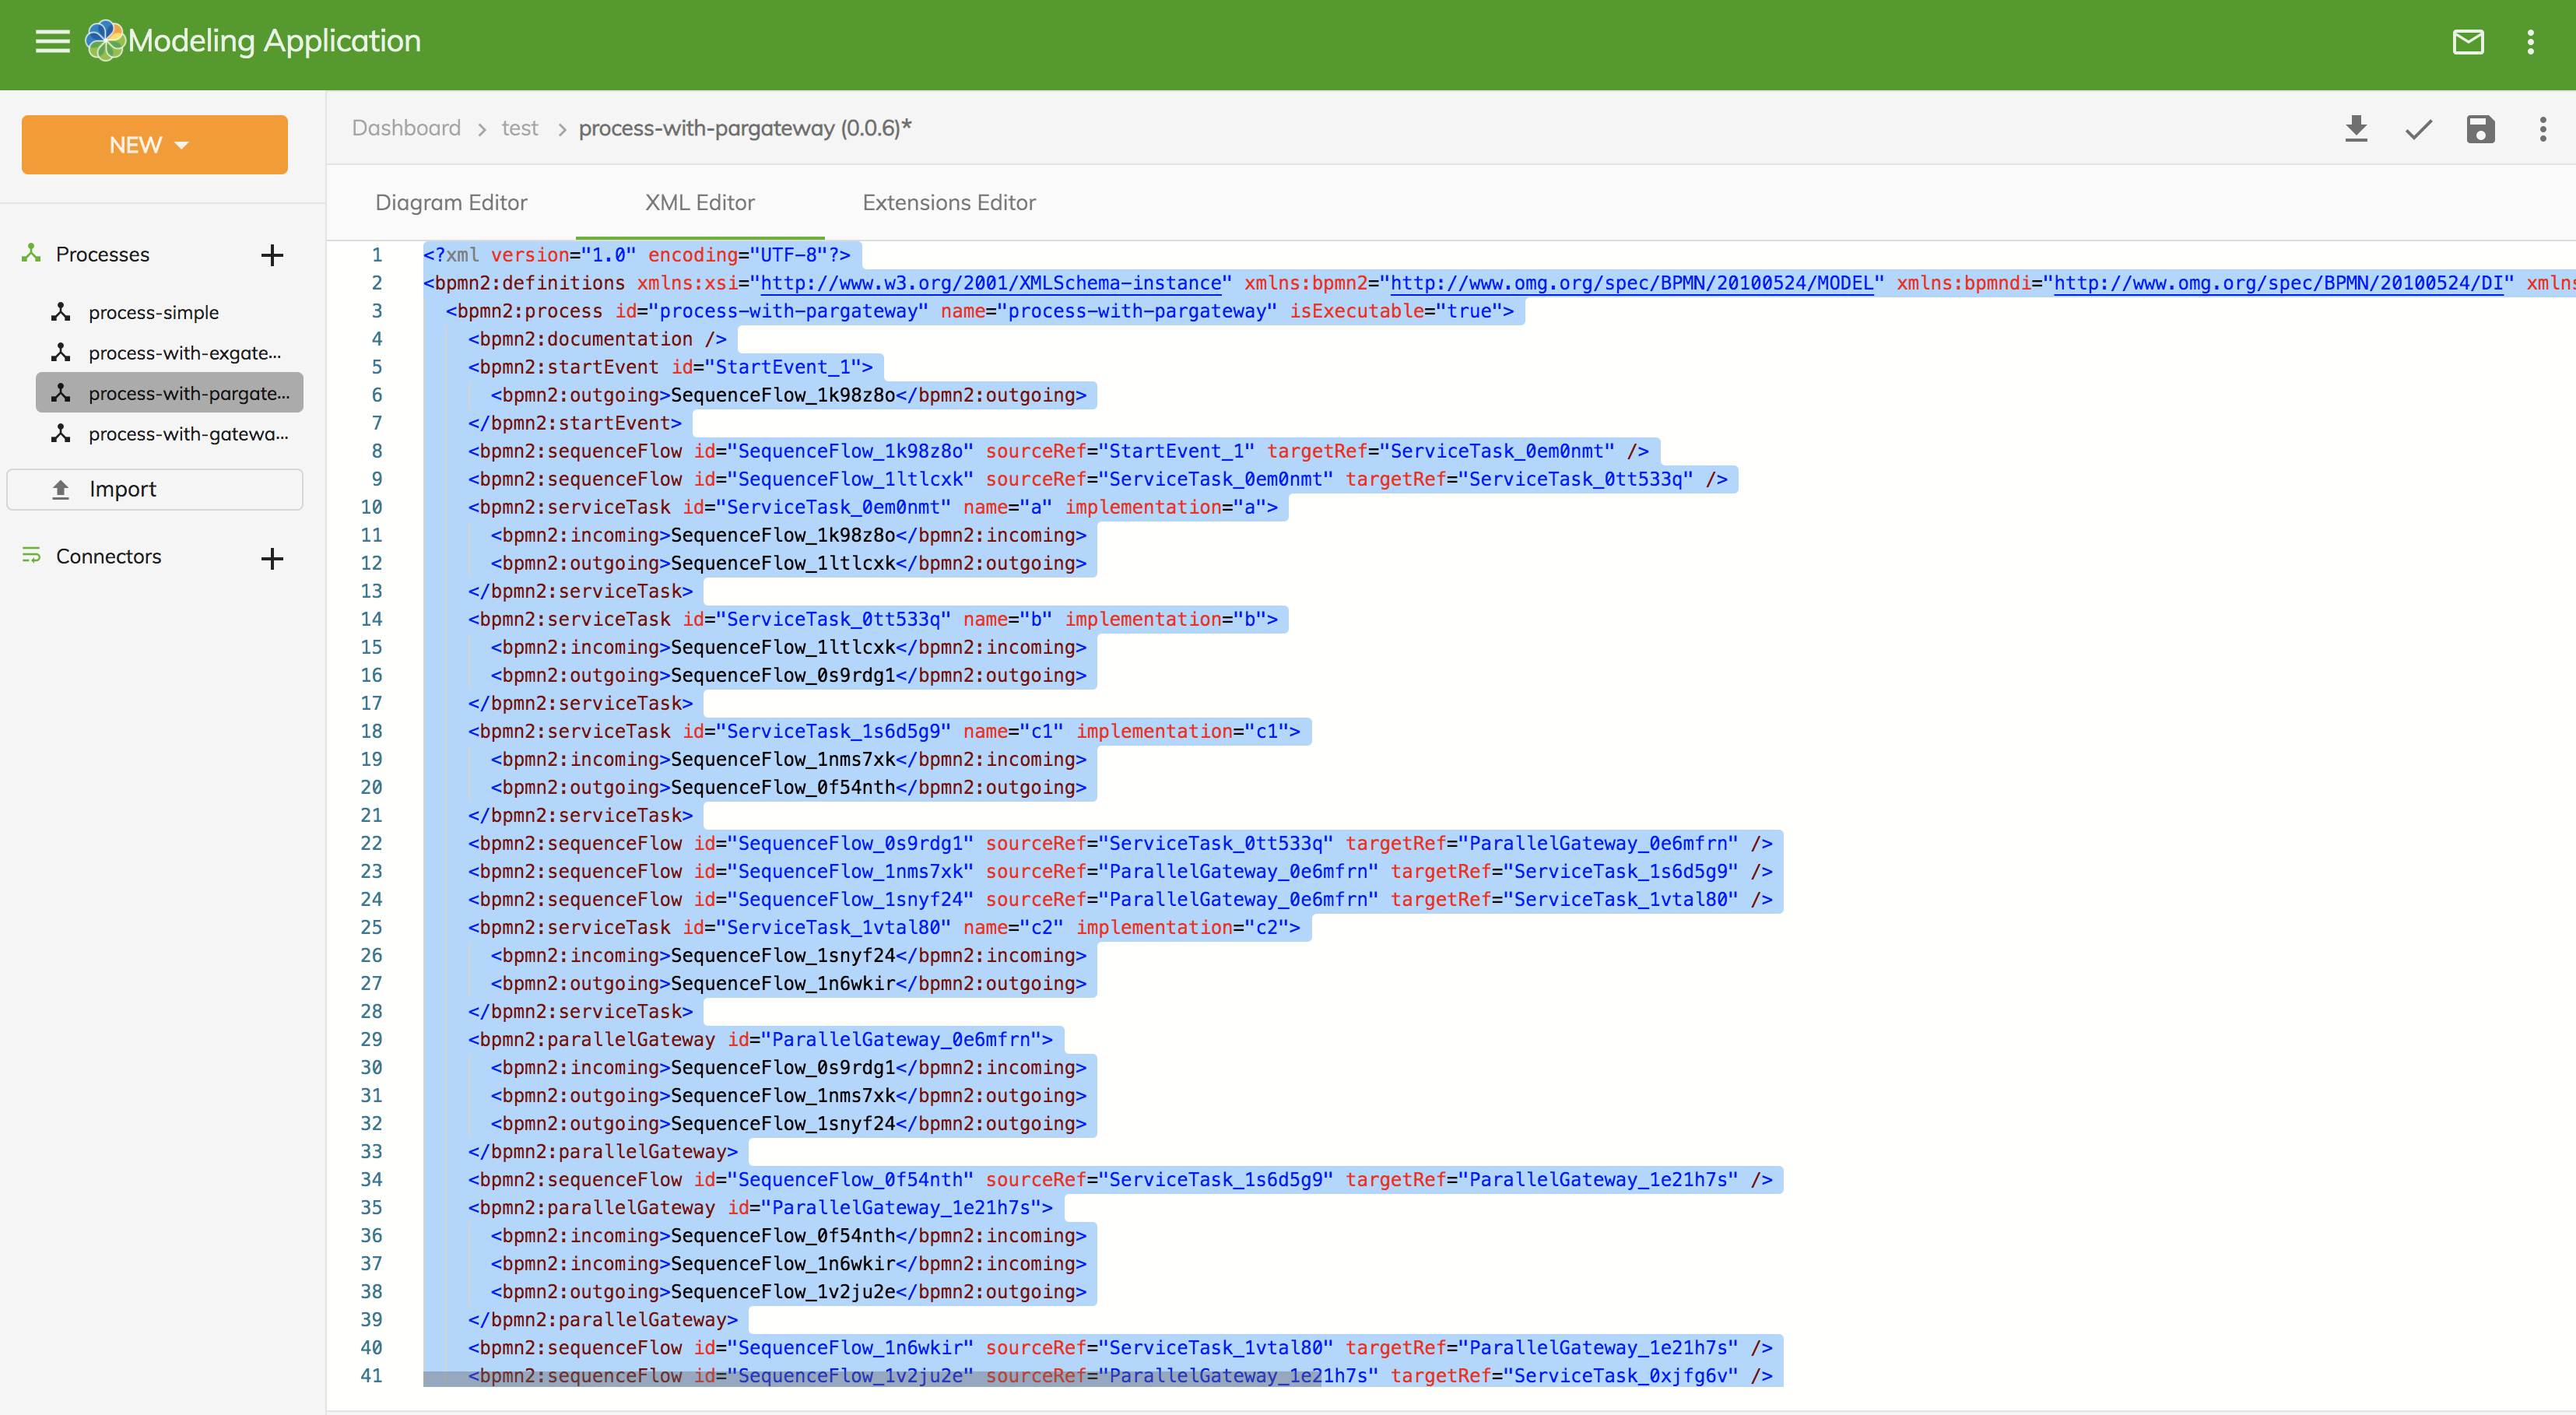 Modeling Application
NEW
Dashboard > test > process-with-pargateway (0.0.6)*
Diagram Editor XML Editor Extensions Editor
Processes
process-simple
process-with-exgate...
process-with-pargate...
process-with-gatewa...
Import
Connectors
1 <?xml version="1.0" encoding="UTF-8"?>
2 <bpmn2:definitions xmlns:xsi="http://www.w3.org/2001/XMLSchema-instance" xmlns:bpmn2="http://www.omg.org/spec/BPMN/20100524/MODEL" xmlns:bpmndi="http://www.omg.org/spec/BPMN/20100524/DI" xmlns
3 <bpmn2:process id="process-with-pargateway" name="process-with-pargateway" isExecutable="true">
4 <bpmn2:documentation />
5 <bpmn2:startEvent id="StartEvent_1">
6 <bpmn2:outgoing>SequenceFlow_1k98z8o</bpmn2:outgoing>
7 </bpmn2:startEvent>
8 <bpmn2:sequenceFlow id="SequenceFlow_1k98z8o" sourceRef="StartEvent_1" targetRef="ServiceTask_0em0nmt" />
9 <bpmn2:sequenceFlow id="SequenceFlow_1ltlcxk" sourceRef="ServiceTask_0em0nmt" targetRef="ServiceTask_0tt533q" />
10 <bpmn2:serviceTask id="ServiceTask_0em0nmt" name="a" implementation="a">
11 <bpmn2:incoming>SequenceFlow_1k98z8o</bpmn2:incoming>
12 <bpmn2:outgoing>SequenceFlow_1ltlcxk</bpmn2:outgoing>
13 </bpmn2:serviceTask>
14 <bpmn2:serviceTask id="ServiceTask_0tt533q" name="b" implementation="b">
15 <bpmn2:incoming>SequenceFlow_1ltlcxk</bpmn2:incoming>
16 <bpmn2:outgoing>SequenceFlow_0s9rdg1</bpmn2:outgoing>
17 </bpmn2:serviceTask>
18 <bpmn2:serviceTask id="ServiceTask_1s6d5g9" name="c1" implementation="c1">
19 <bpmn2:incoming>SequenceFlow_1nms7xk</bpmn2:incoming>
20 <bpmn2:outgoing>SequenceFlow_0f54nth</bpmn2:outgoing>
21 </bpmn2:serviceTask>
22 <bpmn2:sequenceFlow id="SequenceFlow_0s9rdg1" sourceRef="ServiceTask_0tt533q" targetRef="ParallelGateway_0e6mfrn" />
23 <bpmn2:sequenceFlow id="SequenceFlow_1nms7xk" sourceRef="ParallelGateway_0e6mfrn" targetRef="ServiceTask_1s6d5g9" />
24 <bpmn2:sequenceFlow id="SequenceFlow_1snyf24" sourceRef="ParallelGateway_0e6mfrn" targetRef="ServiceTask_1vtal80" />
25 <bpmn2:serviceTask id="ServiceTask_1vtal80" name="c2" implementation="c2">
26 <bpmn2:incoming>SequenceFlow_1snyf24</bpmn2:incoming>
27 <bpmn2:outgoing>SequenceFlow_1n6wkir</bpmn2:outgoing>
28 </bpmn2:serviceTask>
29 <bpmn2:parallelGateway id="ParallelGateway_0e6mfrn">
30 <bpmn2:incoming>SequenceFlow_0s9rdg1</bpmn2:incoming>
31 <bpmn2:outgoing>SequenceFlow_1nms7xk</bpmn2:outgoing>
32 <bpmn2:outgoing>SequenceFlow_1snyf24</bpmn2:outgoing>
33 </bpmn2:parallelGateway>
34 <bpmn2:sequenceFlow id="SequenceFlow_0f54nth" sourceRef="ServiceTask_1s6d5g9" targetRef="ParallelGateway_1e21h7s" />
35 <bpmn2:parallelGateway id="ParallelGateway_1e21h7s">
36 <bpmn2:incoming>SequenceFlow_0f54nth</bpmn2:incoming>
37 <bpmn2:incoming>SequenceFlow_1n6wkir</bpmn2:incoming>
38 <bpmn2:outgoing>SequenceFlow_1v2ju2e</bpmn2:outgoing>
39 </bpmn2:parallelGateway>
40 <bpmn2:sequenceFlow id="SequenceFlow_1n6wkir" sourceRef="ServiceTask_1vtal80" targetRef="ParallelGateway_1e21h7s" />
41 <bpmn2:sequenceFlow id="SequenceFlow_1v2ju2e" sourceRef="ParallelGateway_1e21h7s" targetRef="ServiceTask_0xjfg6v" />